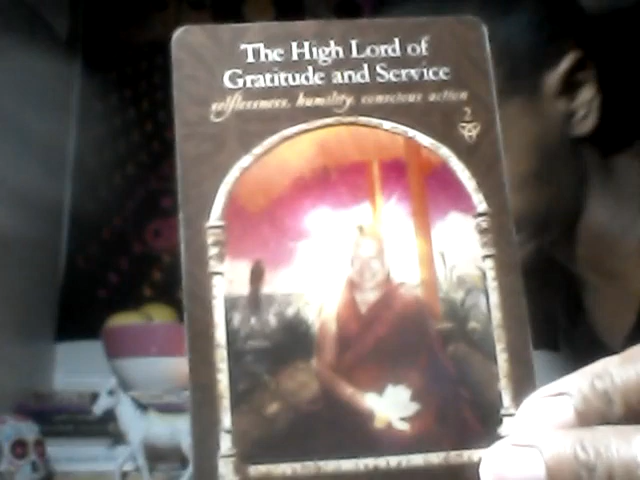 The High Lord of
Gratitude and Service
selflessness, humility, conscious action
2